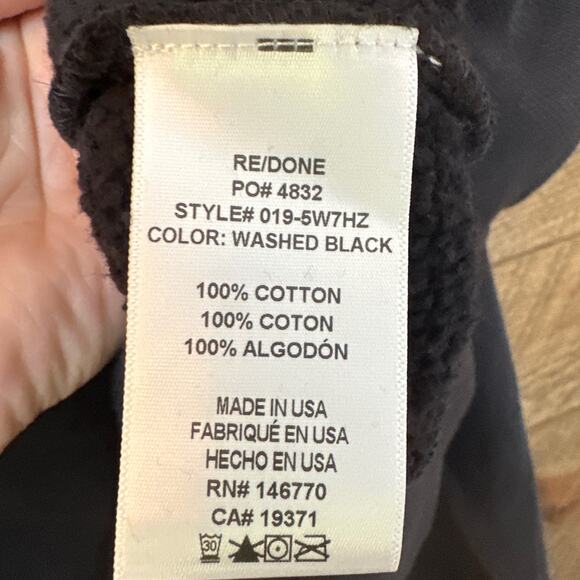 RE/DONE
PO# 4832
STYLE# 019-5W7HZ
COLOR: WASHED BLACK
100% COTTON
100% COTON
100% ALGODÓN
MADE IN USA
FABRIQUÉ EN USA
HECHO EN USA
RN# 146770
CA# 19371
30